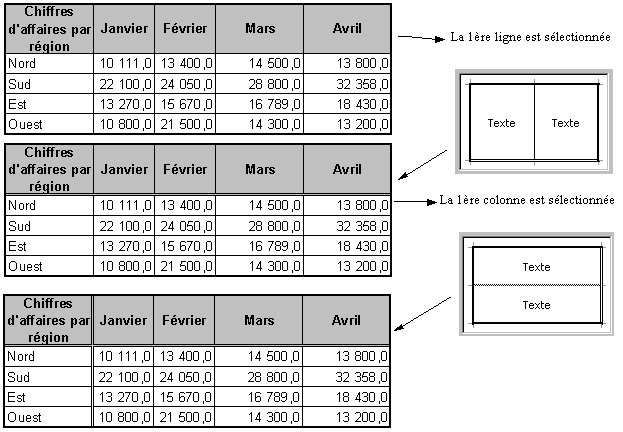 Chiffres d'affaires par région Janvier Février Mars Avril
Nord 10 111,0 13 400,0 14 500,0 13 800,0
Sud 22 100,0 24 050,0 28 800,0 32 358,0
Est 13 270,0 15 670,0 16 789,0 18 430,0
Ouest 10 800,0 21 500,0 14 300,0 13 200,0
La 1ère ligne est sélectionnée
Texte Texte
Chiffres d'affaires par région Janvier Février Mars Avril
Nord 10 111,0 13 400,0 14 500,0 13 800,0
Sud 22 100,0 24 050,0 28 800,0 32 358,0
Est 13 270,0 15 670,0 16 789,0 18 430,0
Ouest 10 800,0 21 500,0 14 300,0 13 200,0
La 1ère colonne est sélectionnée
Texte
Texte
Chiffres d'affaires par région Janvier Février Mars Avril
Nord 10 111,0 13 400,0 14 500,0 13 800,0
Sud 22 100,0 24 050,0 28 800,0 32 358,0
Est 13 270,0 15 670,0 16 789,0 18 430,0
Ouest 10 800,0 21 500,0 14 300,0 13 200,0